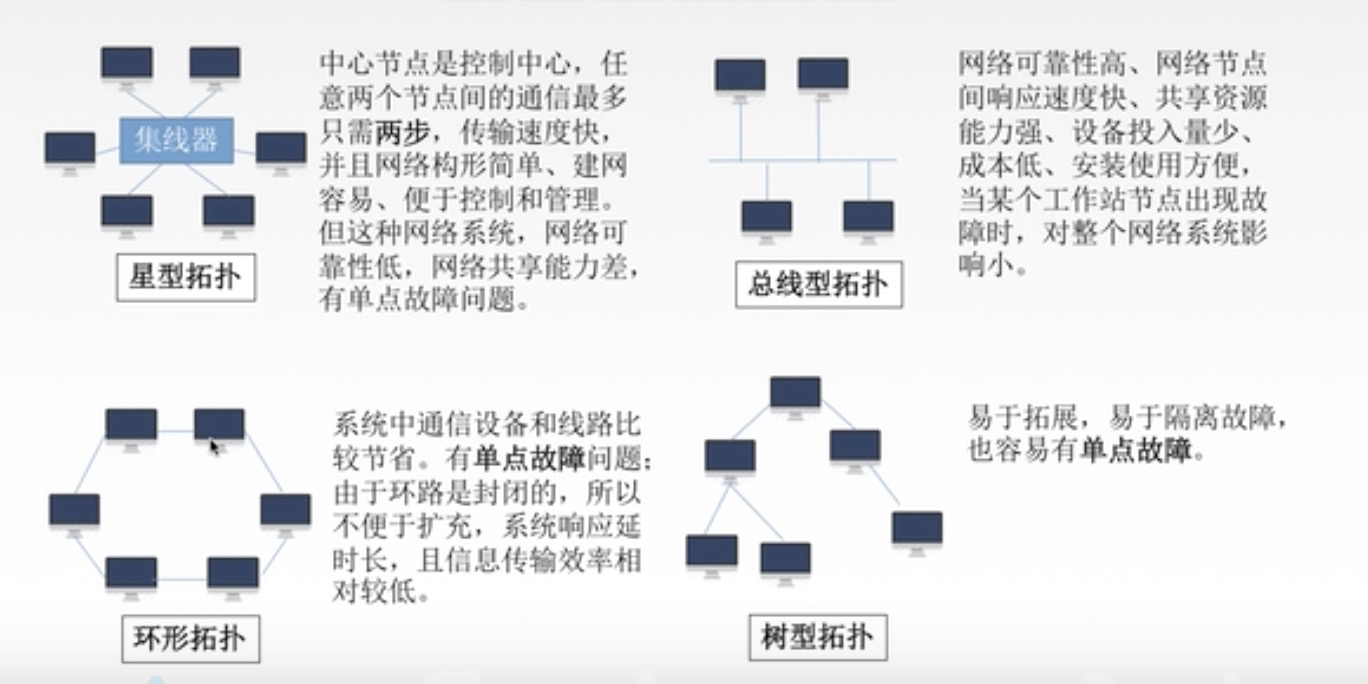 集线器
星型拓扑
中心节点是控制中心，任
意两个节点间的通信最多
只需两步，传输速度快，
并且网络构形简单、建网
容易、便于控制和管理。
但这种网络系统，网络可
靠性低，网络共享能力差，
有单点故障问题。
总线型拓扑
网络可靠性高、网络节点
间响应速度快、共享资源
能力强、设备投入量少、
成本低、安装使用方便，
当某个工作站节点出现故
障时，对整个网络系统影
响小。
环形拓扑
系统中通信设备和线路比
较节省。有单点故障问题；
由于环路是封闭的，所以
不便于扩充，系统响应延
时长，且信息传输效率相
对较低。
树型拓扑
易于拓展，易于隔离故障，
也容易有单点故障。